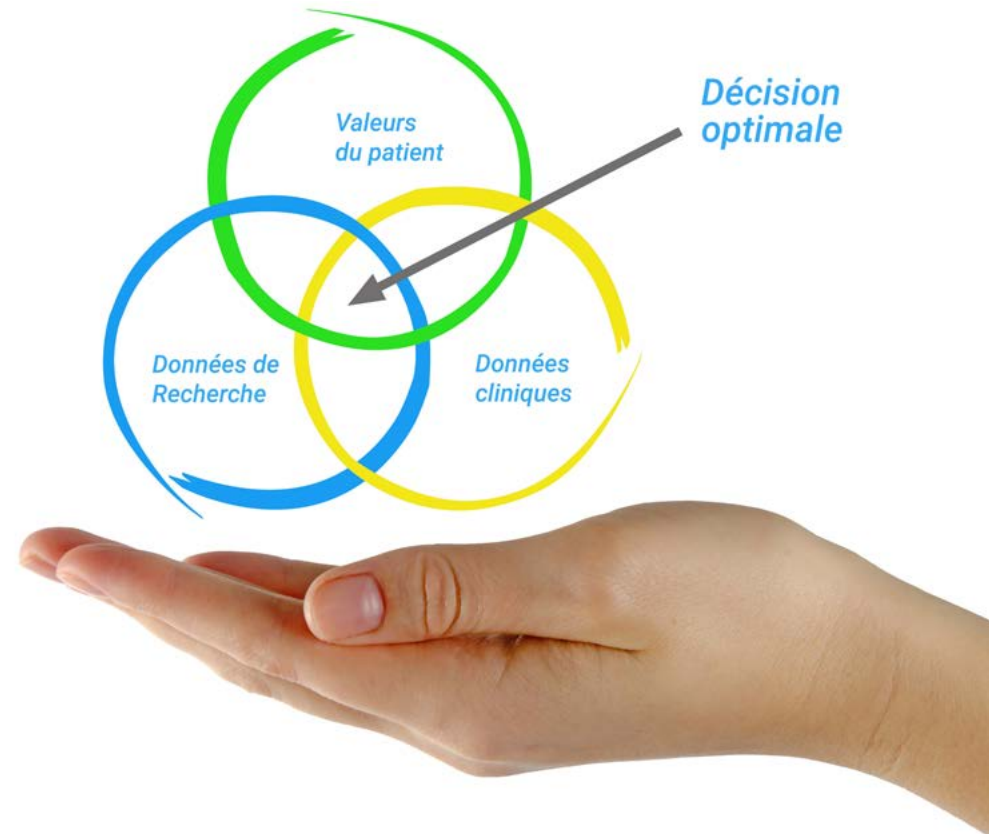 Valeurs
du patient
Décision
optimale
Données de
Recherche
Données
cliniques